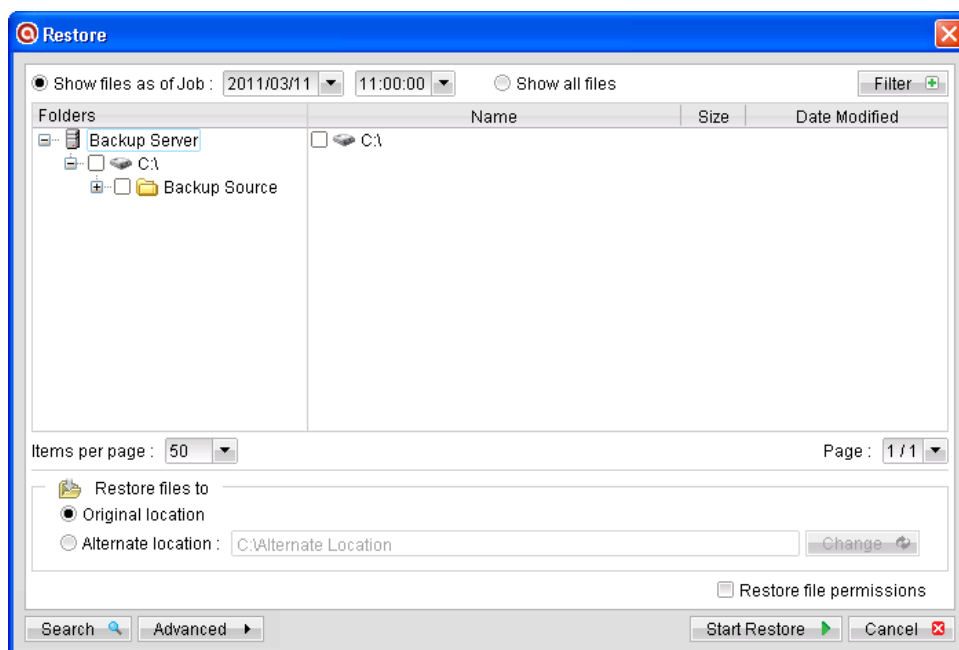 Restore
Show files as of Job : 2011/03/11 11:00:00 Show all files Filter
Folders Name Size Date Modified
Backup Server C:\
C:\
Backup Source
Items per page : 50 Page : 1 / 1
Restore files to
Original location
Alternate location : C:\Alternate Location Change
Restore file permissions
Search Advanced Start Restore Cancel